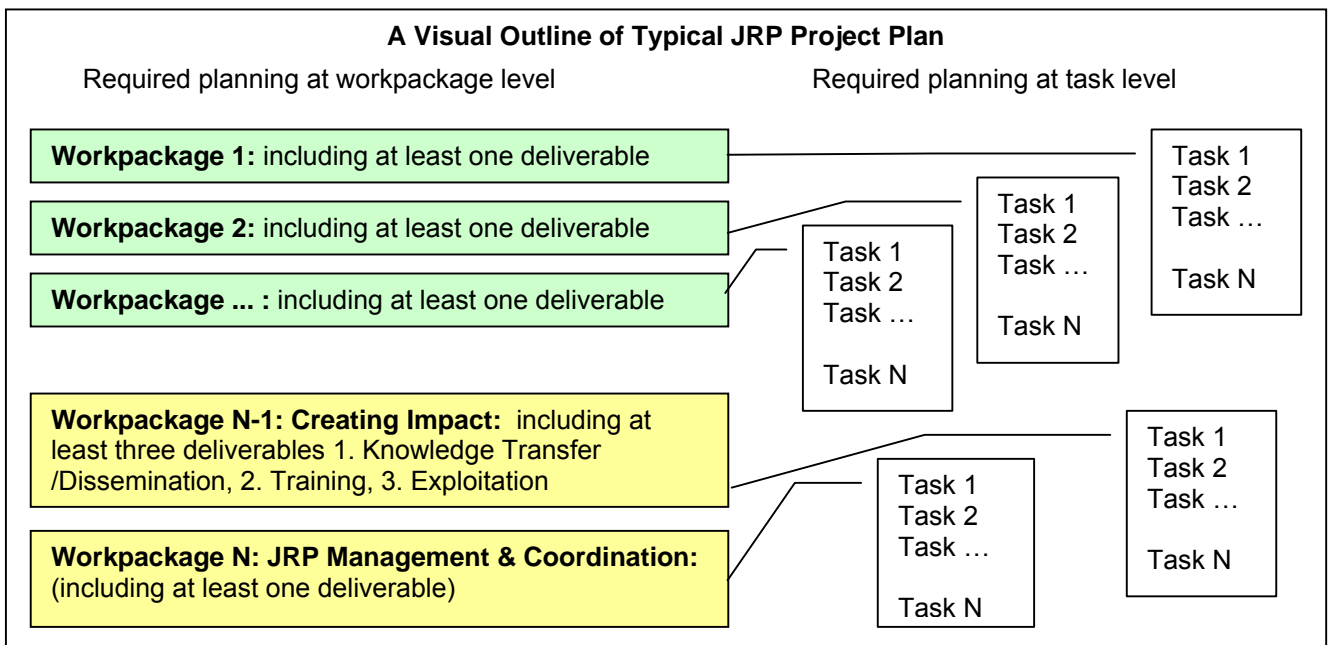 A Visual Outline of Typical JRP Project Plan
Required planning at workpackage level
Required planning at task level
Workpackage 1: including at least one deliverable
Task 1
Task 2
Task …
Task N
Workpackage 2: including at least one deliverable
Task 1
Task 2
Task …
Task N
Workpackage ... : including at least one deliverable
Task 1
Task 2
Task …
Task N
Workpackage N-1: Creating Impact: including at
least three deliverables 1. Knowledge Transfer
/Dissemination, 2. Training, 3. Exploitation
Task 1
Task 2
Task …
Task N
Workpackage N: JRP Management & Coordination:
(including at least one deliverable)
Task 1
Task 2
Task …
Task N